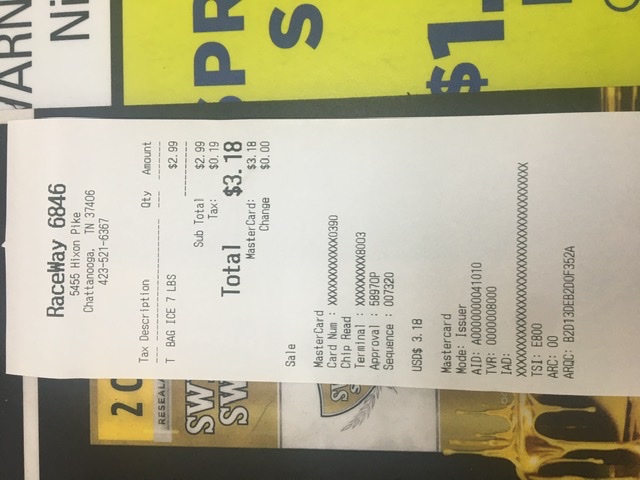 RaceWay 6846
5455 Hixon Pike
Chattanooga, TN 37406
423-521-6367
Tax Description Qty Amount
T BAG ICE 7 LBS $2.99
Sub Total $2.99
Tax: $0.19
Total $3.18
MasterCard: $3.18
Change $0.00
Sale
MasterCard
Card Num : XXXXXXXXXXXX0390
Chip Read
Terminal : XXXXXXXXX8003
Approval : 58970P
Sequence : 007320
USD$ 3.18
Mastercard
Mode: Issuer
AID: A0000000041010
TVR: 0000008000
IAD:
TSI: E800
ARC: 00
ARQC: B2D13DEB2D0F352A
$1
RESEAL
SW
SW